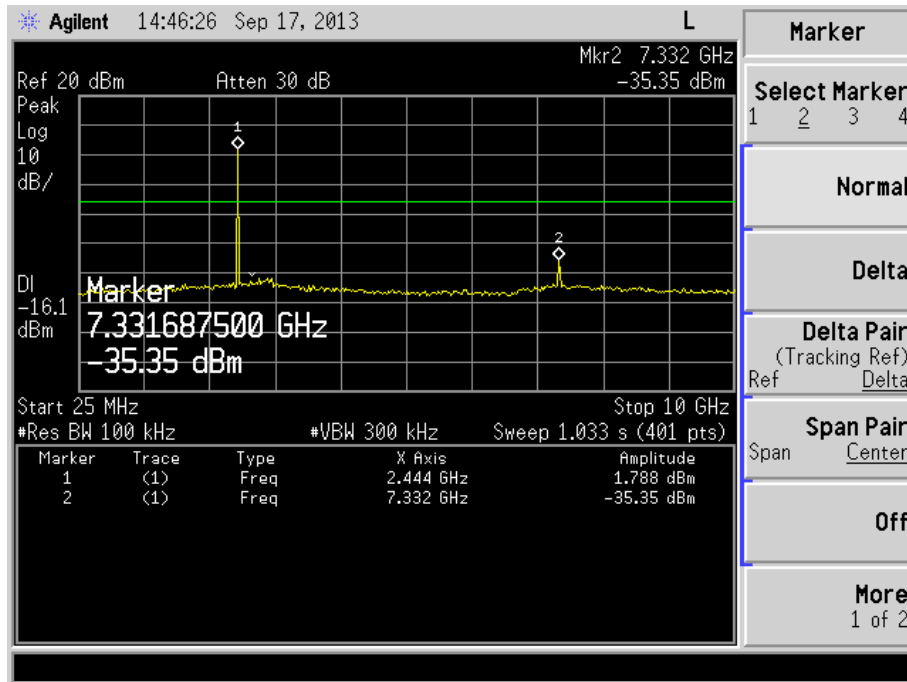 Agilent 14:46:26 Sep 17, 2013 L
Mkr2 7.332 GHz
Ref 20 dBm Atten 30 dB -35.35 dBm
Peak
Log
10
dB/
1
2
DI
-16.1
dBm
Marker
7.331687500 GHz
-35.35 dBm
Start 25 MHz Stop 10 GHz
#Res BW 100 kHz #VBW 300 kHz Sweep 1.033 s (401 pts)
Marker Trace Type X Axis Amplitude
1 (1) Freq 2.444 GHz 1.788 dBm
2 (1) Freq 7.332 GHz -35.35 dBm
Marker
Select Marker
1 2 3 4
Normal
Delta
Delta Pair
(Tracking Ref)
Ref Delta
Span Pair
Span Center
Off
More
1 of 2